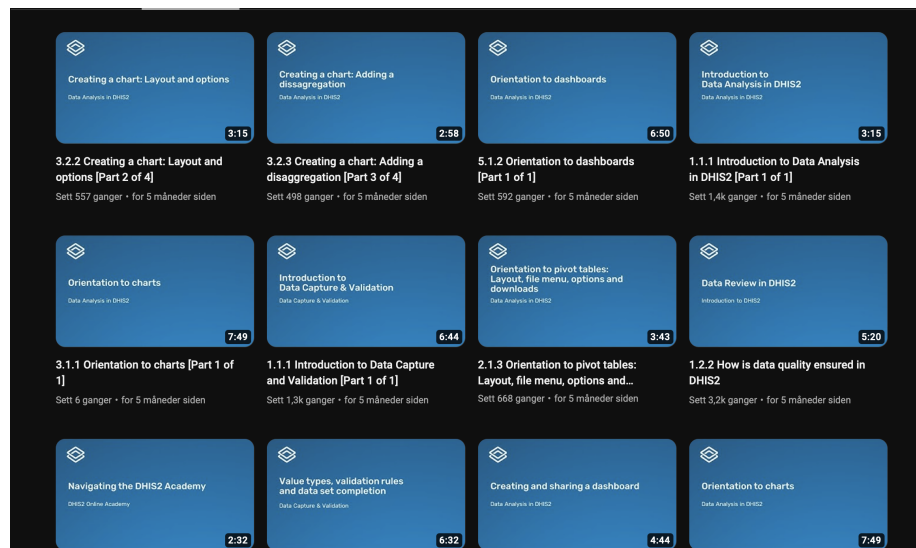 Creating a chart: Layout and options
Data Analysis in DHIS2
3:15
3.2.2 Creating a chart: Layout and
options [Part 2 of 4]
Sett 557 ganger • for 5 måneder siden
Creating a chart: Adding a
dissagregation
Data Analysis in DHIS2
2:58
3.2.3 Creating a chart: Adding a
disaggregation [Part 3 of 4]
Sett 498 ganger • for 5 måneder siden
Orientation to dashboards
Data Analysis in DHIS2
6:50
5.1.2 Orientation to dashboards
[Part 1 of 1]
Sett 592 ganger • for 5 måneder siden
Introduction to
Data Analysis in DHIS2
Data Analysis in DHIS2
3:15
1.1.1 Introduction to Data Analysis
in DHIS2 [Part 1 of 1]
Sett 1,4k ganger • for 5 måneder siden
Orientation to charts
Data Analysis in DHIS2
7:49
3.1.1 Orientation to charts [Part 1 of
1]
Sett 6 ganger • for 5 måneder siden
Introduction to
Data Capture & Validation
Data Capture & Validation
6:44
1.1.1 Introduction to Data Capture
and Validation [Part 1 of 1]
Sett 1,3k ganger • for 5 måneder siden
Orientation to pivot tables:
Layout, file menu, options and
downloads
Data Analysis in DHIS2
3:43
2.1.3 Orientation to pivot tables:
Layout, file menu, options and...
Sett 668 ganger • for 5 måneder siden
Data Review in DHIS2
Introduction to DHIS2
5:20
1.2.2 How is data quality ensured in
DHIS2
Sett 3,2k ganger • for 5 måneder siden
Navigating the DHIS2 Academy
DHIS2 Online Academy
2:32
Value types, validation rules
and data set completion
Data Capture & Validation
6:32
Creating and sharing a dashboard
Data Analysis in DHIS2
4:44
Orientation to charts
Data Analysis in DHIS2
7:49